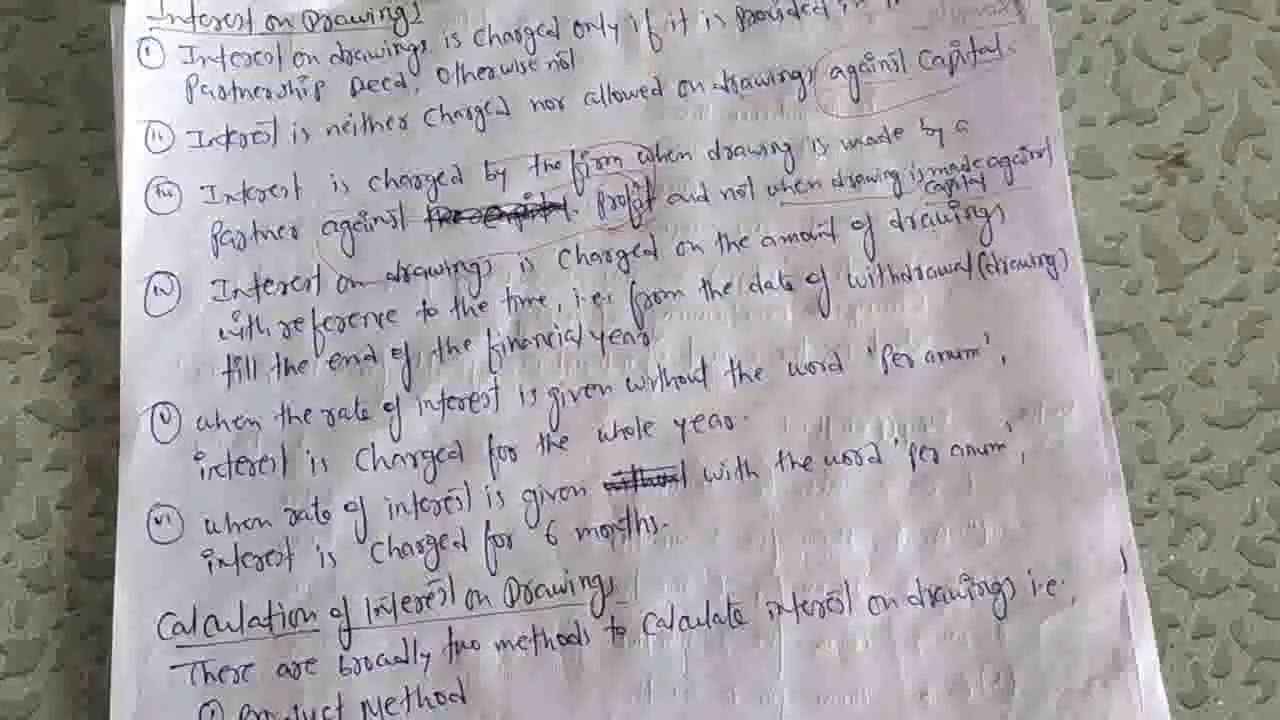 Interest on Drawings
(i) Interest on drawings is charged only if it is provided in
Partnership Deed, Otherwise not
(ii) Interest is neither charged nor allowed on drawings against capital.
(iii) Interest is charged by the firm when drawing is made by a
Partner against profit and not when drawing is made against
capital
(iv) Interest on drawings is charged on the amount of drawings
with reference to the time, i.e. from the date of withdrawal (drawing)
till the end of the financial year
(v) when the rate of interest is given without the word 'Per anum',
interest is charged for the whole year.
(vi) when rate of interest is given with the word 'per anum',
interest is charged for 6 months.
Calculation of Interest on Drawings
There are broadly two methods to calculate interest on drawings i.e.
(i) Product Method